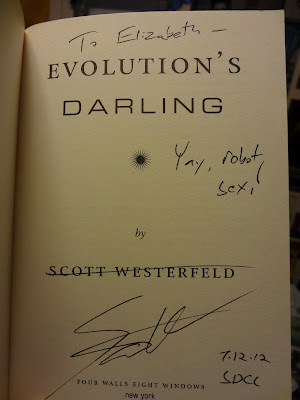 To Elizabeth —
EVOLUTION'S
DARLING
Yay, robot
sex!
by
SCOTT WESTERFELD
7.12.12
SDCC
FOUR WALLS EIGHT WINDOWS
new york